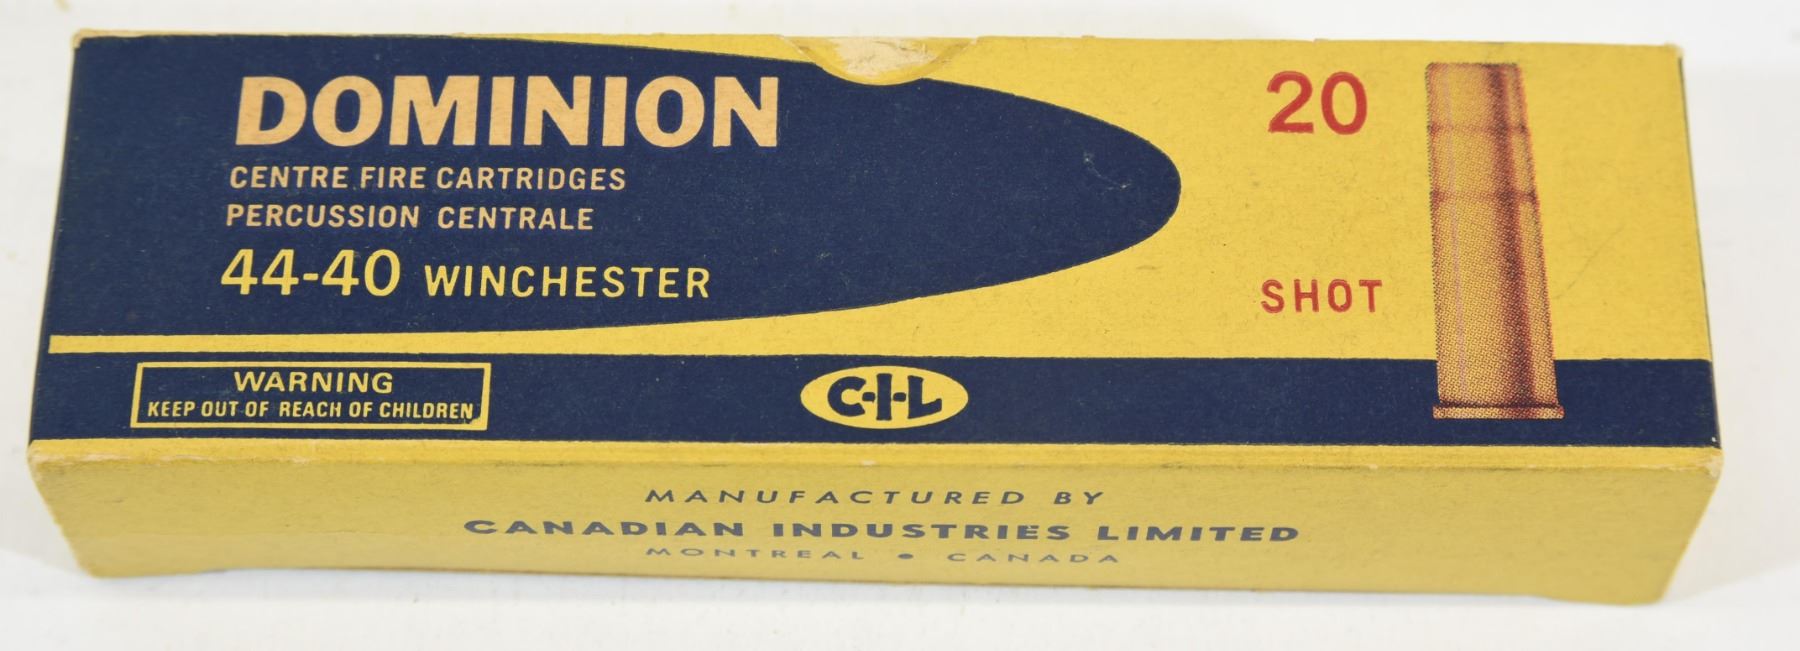 DOMINION
CENTRE FIRE CARTRIDGES
PERCUSSION CENTRALE
44-40 WINCHESTER
20
SHOT
WARNING
KEEP OUT OF REACH OF CHILDREN
C-I-L
MANUFACTURED BY
CANADIAN INDUSTRIES LIMITED
MONTREAL • CANADA